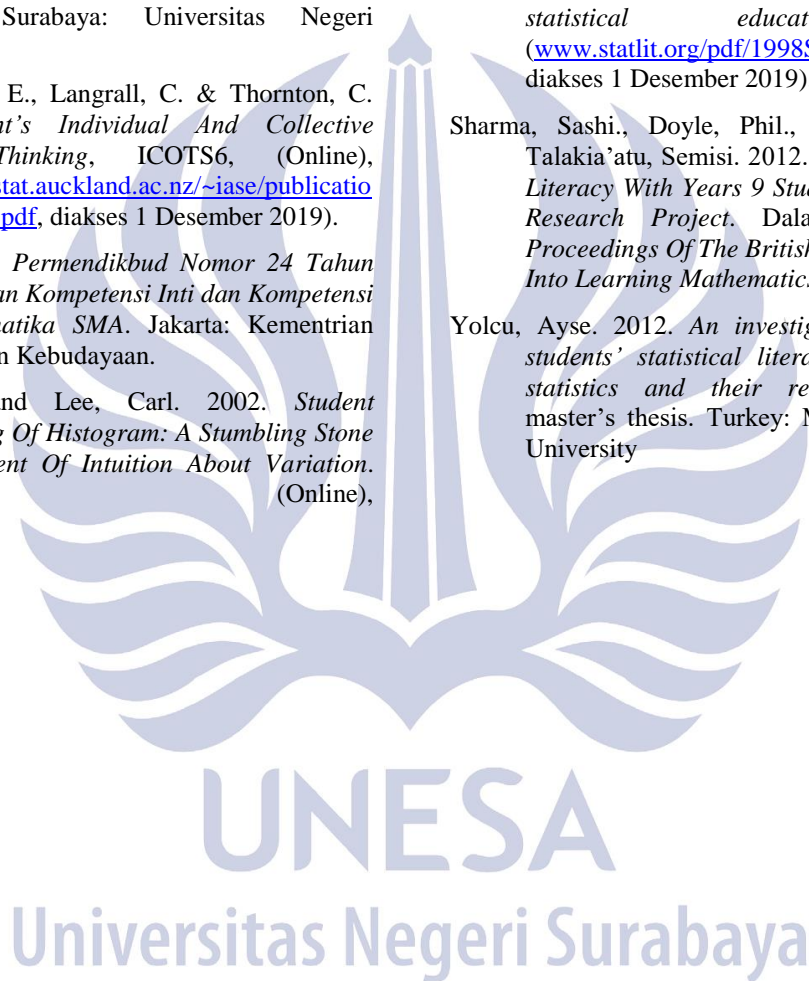 Surabaya: Universitas Negeri
E., Langrall, C. & Thornton, C.
nt’s Individual And Collective
Thinking, ICOTS6, (Online),
stat.auckland.ac.nz/~iase/publicatio
pdf, diakses 1 Desember 2019).
Permendikbud Nomor 24 Tahun
an Kompetensi Inti dan Kompetensi
matika SMA. Jakarta: Kementrian
n Kebudayaan.
and Lee, Carl. 2002. Student
g Of Histogram: A Stumbling Stone
ent Of Intuition About Variation.
(Online),
statistical educat
(www.statlit.org/pdf/1998S
diakses 1 Desember 2019)
Sharma, Sashi., Doyle, Phil.,
Talakia’atu, Semisi. 2012.
Literacy With Years 9 Stud
Research Project. Dala
Proceedings Of The British
Into Learning Mathematics
Yolcu, Ayse. 2012. An investig
students’ statistical litera
statistics and their re
master’s thesis. Turkey: M
University
UNESA
Universitas Negeri Surabaya